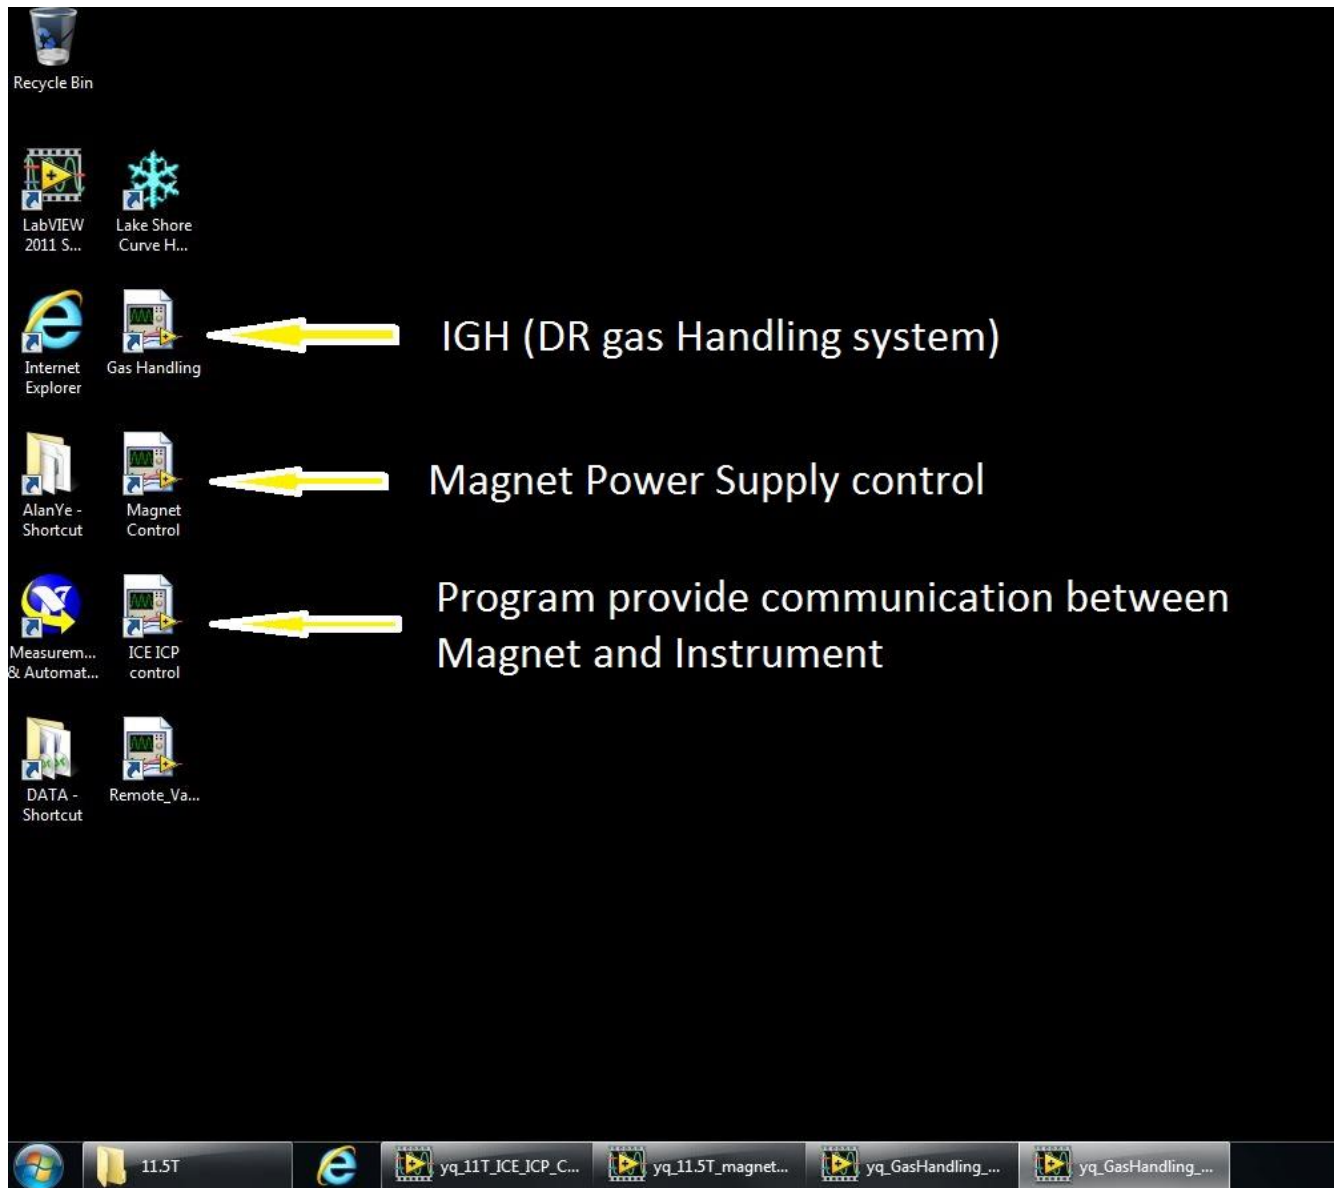 Recycle Bin
LabVIEW
2011 S...
Lake Shore
Curve H...
Internet
Explorer
Gas Handling
IGH (DR gas Handling system)
AlanYe -
Shortcut
Magnet
Control
Magnet Power Supply control
Measurem...
& Automat...
ICE ICP
control
Program provide communication between
Magnet and Instrument
DATA -
Shortcut
Remote_Va...
11.5T
yq_11T_ICE_ICP_C...
yq_11.5T_magnet...
yq_GasHandling_...
yq_GasHandling_...